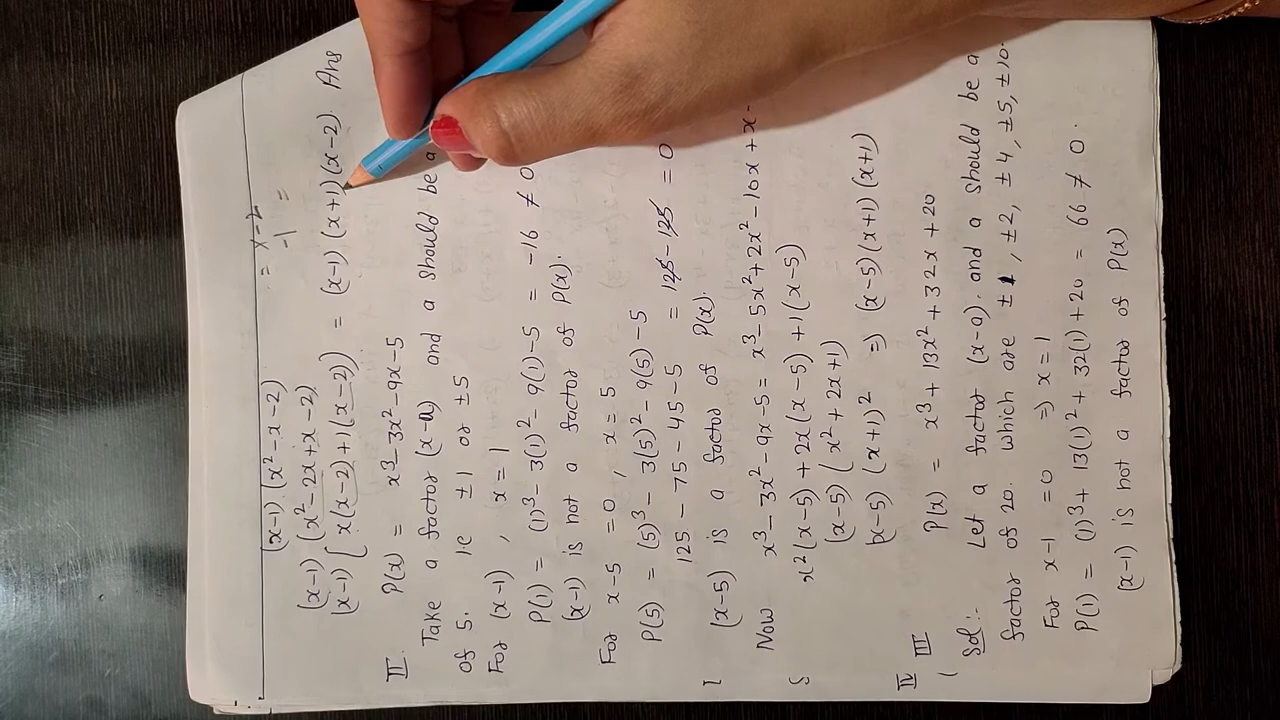 = x-2
-1 =
(x-1) (x²-x-2)
(x-1) (x²-2x+x-2)
(x-1) ( x(x-2)+1(x-2)) = (x-1) (x+1) (x-2). Ans
II. P(x) = x³-3x²-9x-5
Take a factor (x-a) and a should be a
of 5. i.e ±1 or ±5
For (x-1) , x=1
P(1) = (1)³-3(1)²-9(1)-5 = -16 ≠ 0
(x-1) is not a factor of P(x).
For x-5 =0, x=5
P(5) = (5)³-3(5)²-9(5)-5
125-75-45-5 = 125-125 = 0
I (x-5) is a factor of P(x).
Now x³-3x²-9x-5 = x³-5x²+2x²-10x+x-
S x²(x-5)+2x(x-5)+1(x-5)
(x-5) (x²+2x+1)
(x-5) (x+1)² => (x-5)(x+1)(x+1)
IV III P(x) = x³+13x²+32x+20
( Sol:- Let a factor (x-a). and a should be a
factor of 20. which are ±1, ±2, ±4, ±5, ±10.
For x-1=0 => x=1
P(1) = (1)³+13(1)²+32(1)+20 = 66 ≠ 0.
(x-1) is not a factor of P(x)